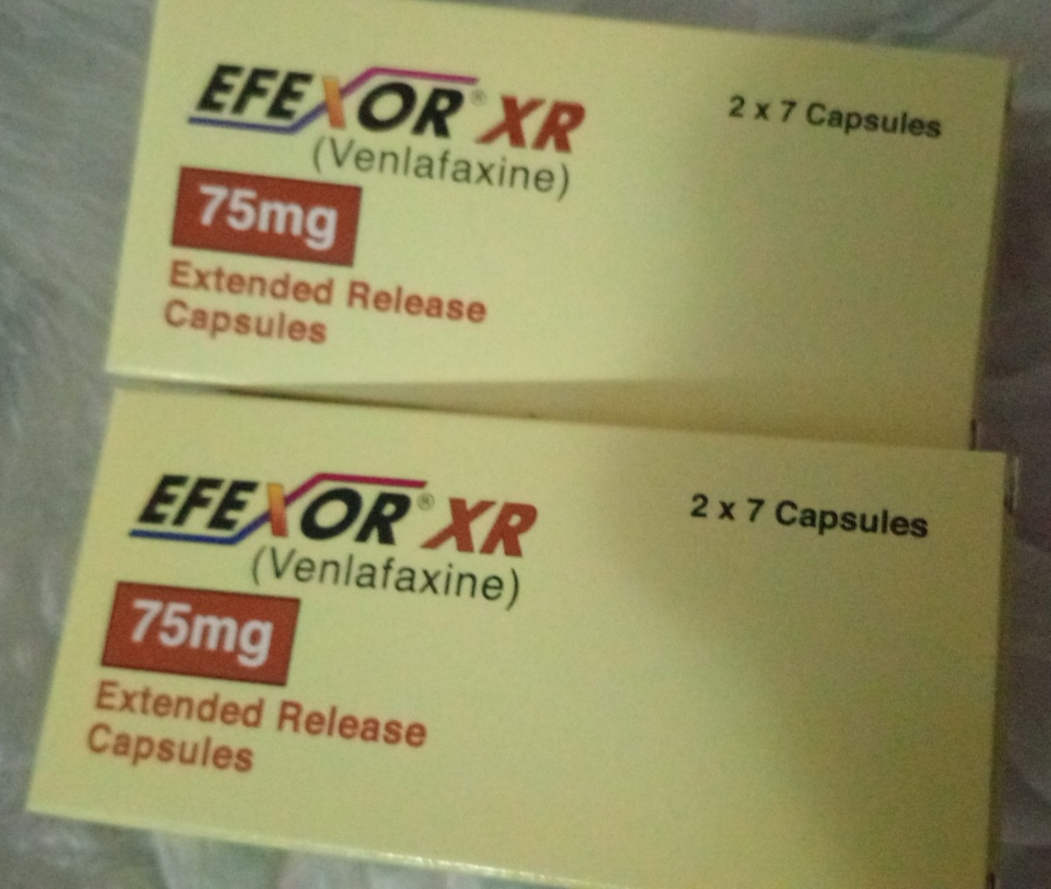 EFEXOR® XR
2 x 7 Capsules
(Venlafaxine)
75mg
Extended Release
Capsules
EFEXOR® XR
2 x 7 Capsules
(Venlafaxine)
75mg
Extended Release
Capsules